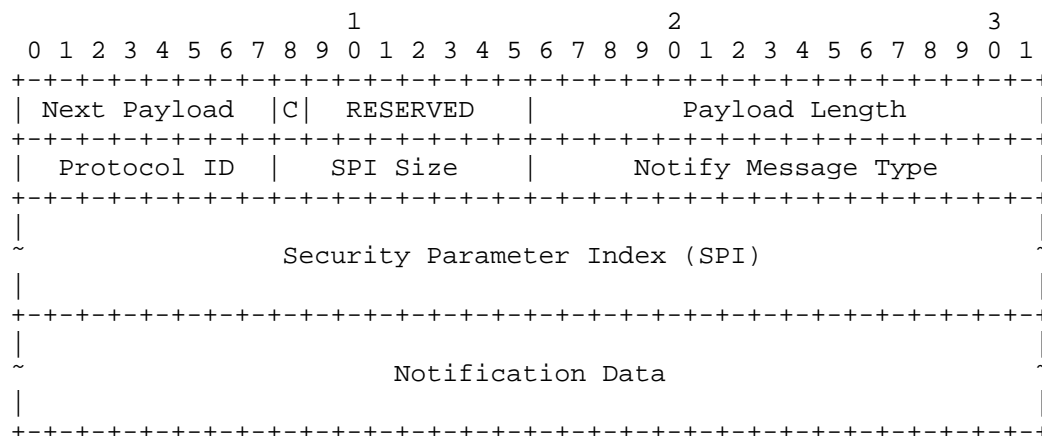 1                   2                   3
 0 1 2 3 4 5 6 7 8 9 0 1 2 3 4 5 6 7 8 9 0 1 2 3 4 5 6 7 8 9 0 1
+-+-+-+-+-+-+-+-+-+-+-+-+-+-+-+-+-+-+-+-+-+-+-+-+-+-+-+-+-+-+-+-+
| Next Payload  |C|  RESERVED   |         Payload Length        |
+-+-+-+-+-+-+-+-+-+-+-+-+-+-+-+-+-+-+-+-+-+-+-+-+-+-+-+-+-+-+-+-+
|  Protocol ID  |   SPI Size    |      Notify Message Type      |
+-+-+-+-+-+-+-+-+-+-+-+-+-+-+-+-+-+-+-+-+-+-+-+-+-+-+-+-+-+-+-+-+
|                                                               |
~                Security Parameter Index (SPI)                 ~
|                                                               |
+-+-+-+-+-+-+-+-+-+-+-+-+-+-+-+-+-+-+-+-+-+-+-+-+-+-+-+-+-+-+-+-+
|                                                               |
~                       Notification Data                       ~
|                                                               |
+-+-+-+-+-+-+-+-+-+-+-+-+-+-+-+-+-+-+-+-+-+-+-+-+-+-+-+-+-+-+-+-+